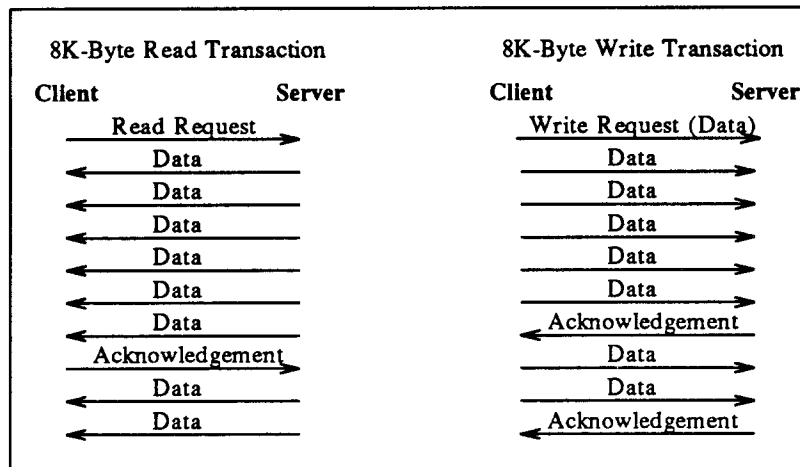 8K-Byte Read Transaction
Client Server
Read Request
Data
Data
Data
Data
Data
Data
Acknowledgement
Data
Data
8K-Byte Write Transaction
Client Server
Write Request (Data)
Data
Data
Data
Data
Data
Acknowledgement
Data
Data
Acknowledgement